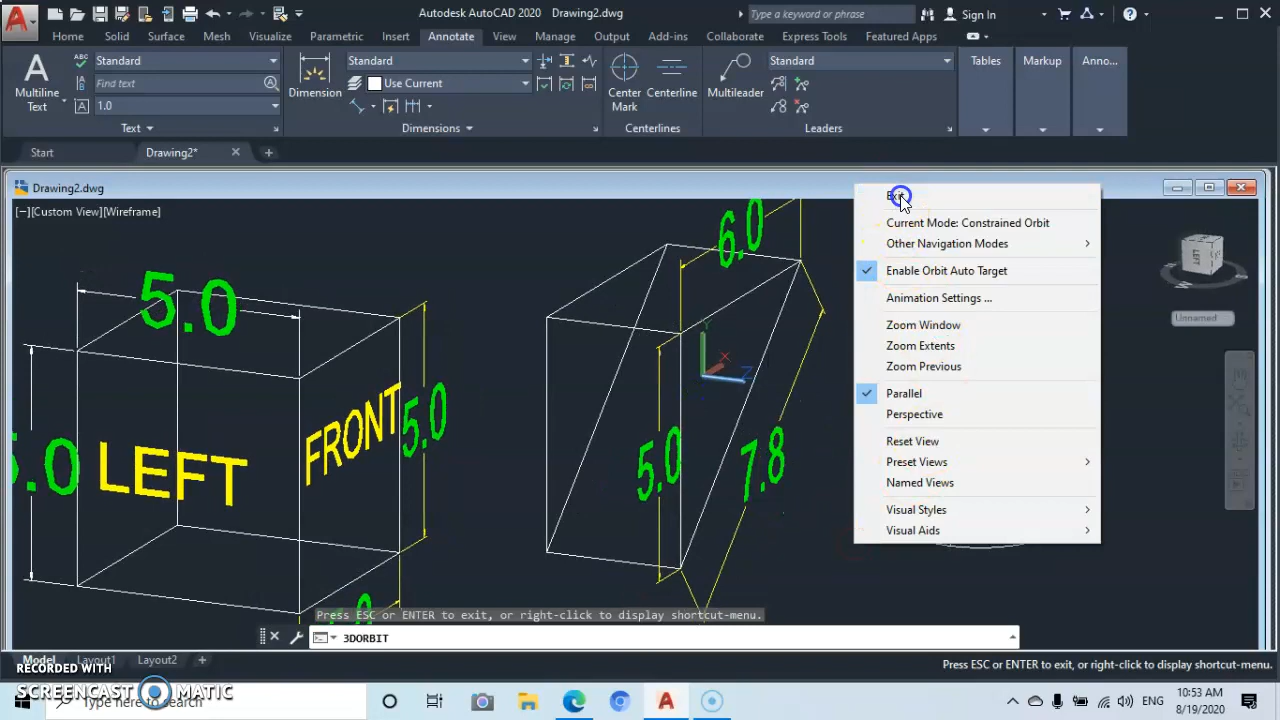 Autodesk AutoCAD 2020 Drawing2.dwg
Type a keyword or phrase
Sign In
Home Solid Surface Mesh Visualize Parametric Insert Annotate View Manage Output Add-ins Collaborate Express Tools Featured Apps
Multiline
Text
Standard
Find text
1.0
Text
Dimension
Standard
Use Current
Dimensions
Center
Mark
Centerline
Centerlines
Multileader
Standard
Leaders
Tables
Markup
Anno...
Start
Drawing2*
Drawing2.dwg
[−][Custom View][Wireframe]
Exit
Current Mode: Constrained Orbit
Other Navigation Modes
Enable Orbit Auto Target
Animation Settings ...
Zoom Window
Zoom Extents
Zoom Previous
Parallel
Perspective
Reset View
Preset Views
Named Views
Visual Styles
Visual Aids
5.0
6.0
LEFT
FRONT
5.0
5.0
7.8
Y
X
Z
LEFT
Unnamed
Press ESC or ENTER to exit, or right-click to display shortcut-menu.
3DORBIT
Model Layout1 Layout2
Press ESC or ENTER to exit, or right-click to display shortcut-menu.
RECORDED WITH
SCREENCAST MATIC
Type here to search
ENG
10:53 AM
8/19/2020